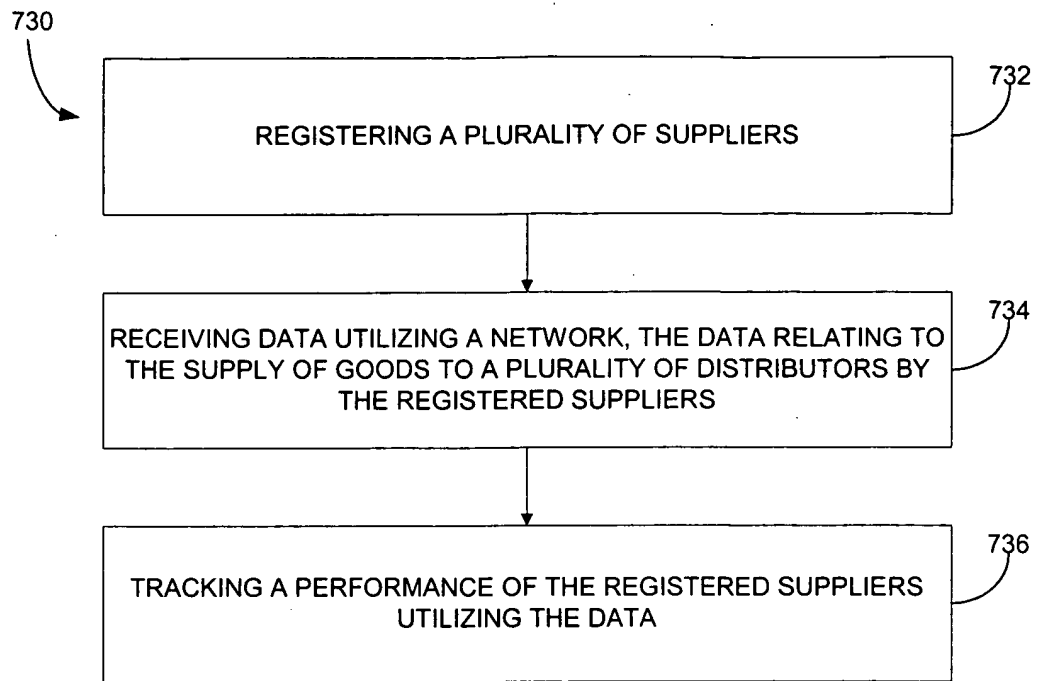 730
732
REGISTERING A PLURALITY OF SUPPLIERS
734
RECEIVING DATA UTILIZING A NETWORK, THE DATA RELATING TO
THE SUPPLY OF GOODS TO A PLURALITY OF DISTRIBUTORS BY
THE REGISTERED SUPPLIERS
736
TRACKING A PERFORMANCE OF THE REGISTERED SUPPLIERS
UTILIZING THE DATA